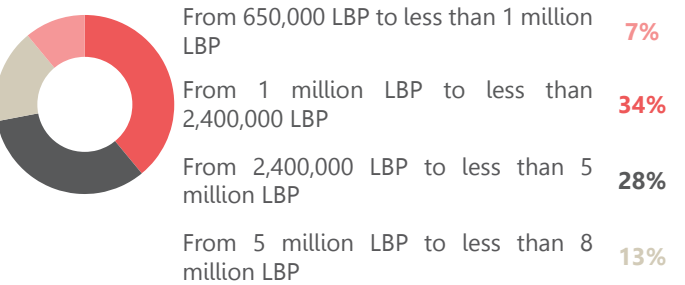 From 650,000 LBP to less than 1 million
LBP
7%
From 1 million LBP to less than
2,400,000 LBP
34%
From 2,400,000 LBP to less than 5
million LBP
28%
From 5 million LBP to less than 8
million LBP
13%